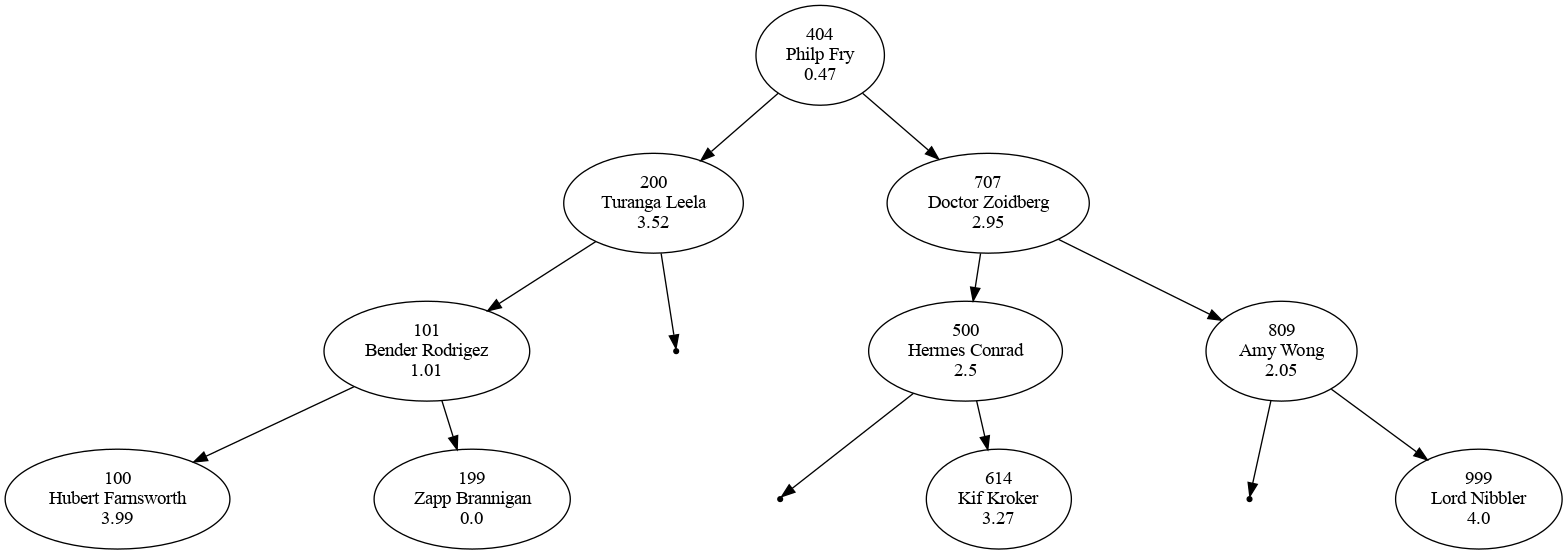 404
Philp Fry
0.47
200
Turanga Leela
3.52
707
Doctor Zoidberg
2.95
101
Bender Rodrigez
1.01
500
Hermes Conrad
2.5
809
Amy Wong
2.05
100
Hubert Farnsworth
3.99
199
Zapp Brannigan
0.0
614
Kif Kroker
3.27
999
Lord Nibbler
4.0